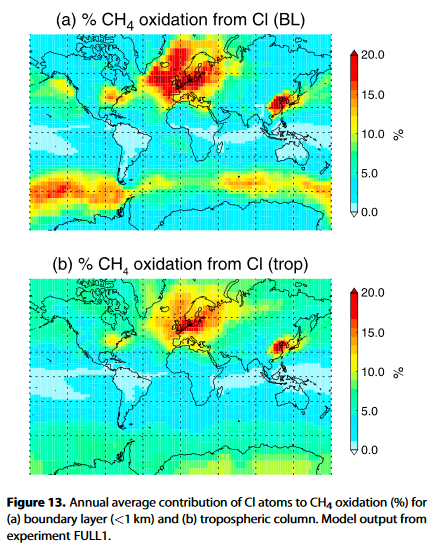 (a) % CH₄ oxidation from Cl (BL)
20.0
15.0
10.0
%
5.0
0.0
(b) % CH₄ oxidation from Cl (trop)
20.0
15.0
10.0
%
5.0
0.0
Figure 13. Annual average contribution of Cl atoms to CH₄ oxidation (%) for
(a) boundary layer (<1 km) and (b) tropospheric column. Model output from
experiment FULL1.